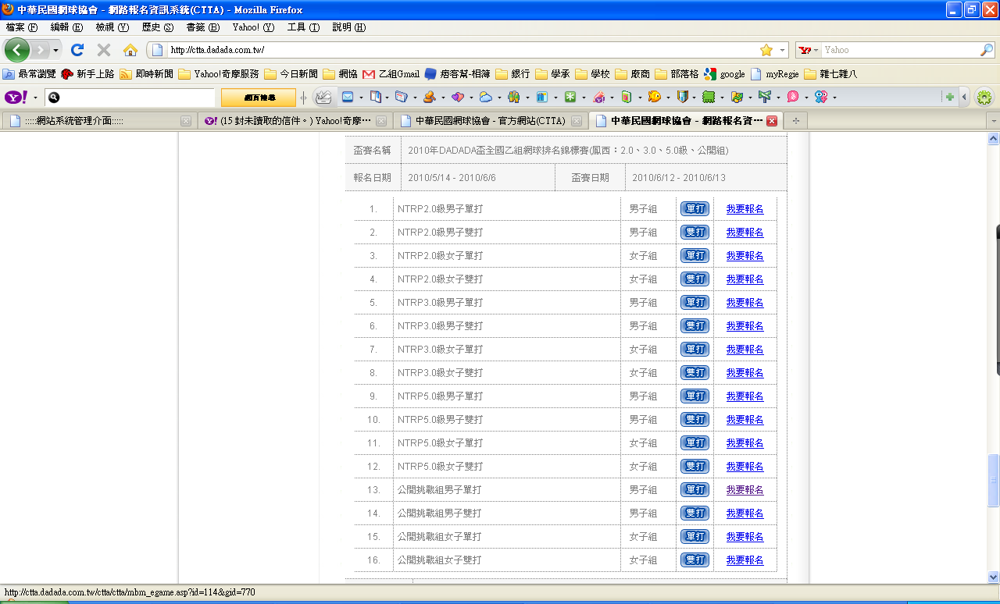 中華民國網球協會 - 網路報名資訊系統(CTTA) - Mozilla Firefox
檔案 (F) 編輯 (E) 檢視 (V) 歷史 (S) 書籤 (B) Yahoo! (Y) 工具 (T) 說明 (H)
http://ctta.dadada.com.tw/ Yahoo
最常瀏覽 新手上路 即時新聞 Yahoo!奇摩服務 今日新聞 網協 乙組Gmail 痞客幫-相簿 銀行 學承 學校 廠商 部落格 google myRegie 雜七雜八
Y! 網頁搜尋
:::::網站系統管理介面::::: Y! (15 封未讀取的信件。) Yahoo!奇摩… 中華民國網球協會 - 官方網站(CTTA) 中華民國網球協會 - 網路報名資…
盃賽名稱 2010年DADADA盃全國乙組網球排名錦標賽(鳳西：2.0、3.0、5.0級、公開組)
報名日期 2010/5/14 - 2010/6/6 盃賽日期 2010/6/12 - 2010/6/13
1. NTRP2.0級男子單打 男子組 單打 我要報名
2. NTRP2.0級男子雙打 男子組 雙打 我要報名
3. NTRP2.0級女子單打 女子組 單打 我要報名
4. NTRP2.0級女子雙打 女子組 雙打 我要報名
5. NTRP3.0級男子單打 男子組 單打 我要報名
6. NTRP3.0級男子雙打 男子組 雙打 我要報名
7. NTRP3.0級女子單打 女子組 單打 我要報名
8. NTRP3.0級女子雙打 女子組 雙打 我要報名
9. NTRP5.0級男子單打 男子組 單打 我要報名
10. NTRP5.0級男子雙打 男子組 雙打 我要報名
11. NTRP5.0級女子單打 女子組 單打 我要報名
12. NTRP5.0級女子雙打 女子組 雙打 我要報名
13. 公開挑戰組男子單打 男子組 單打 我要報名
14. 公開挑戰組男子雙打 男子組 雙打 我要報名
15. 公開挑戰組女子單打 女子組 單打 我要報名
16. 公開挑戰組女子雙打 女子組 雙打 我要報名
http://ctta.dadada.com.tw/ctta/ctta/mbm_egame.asp?id=114&gid=770